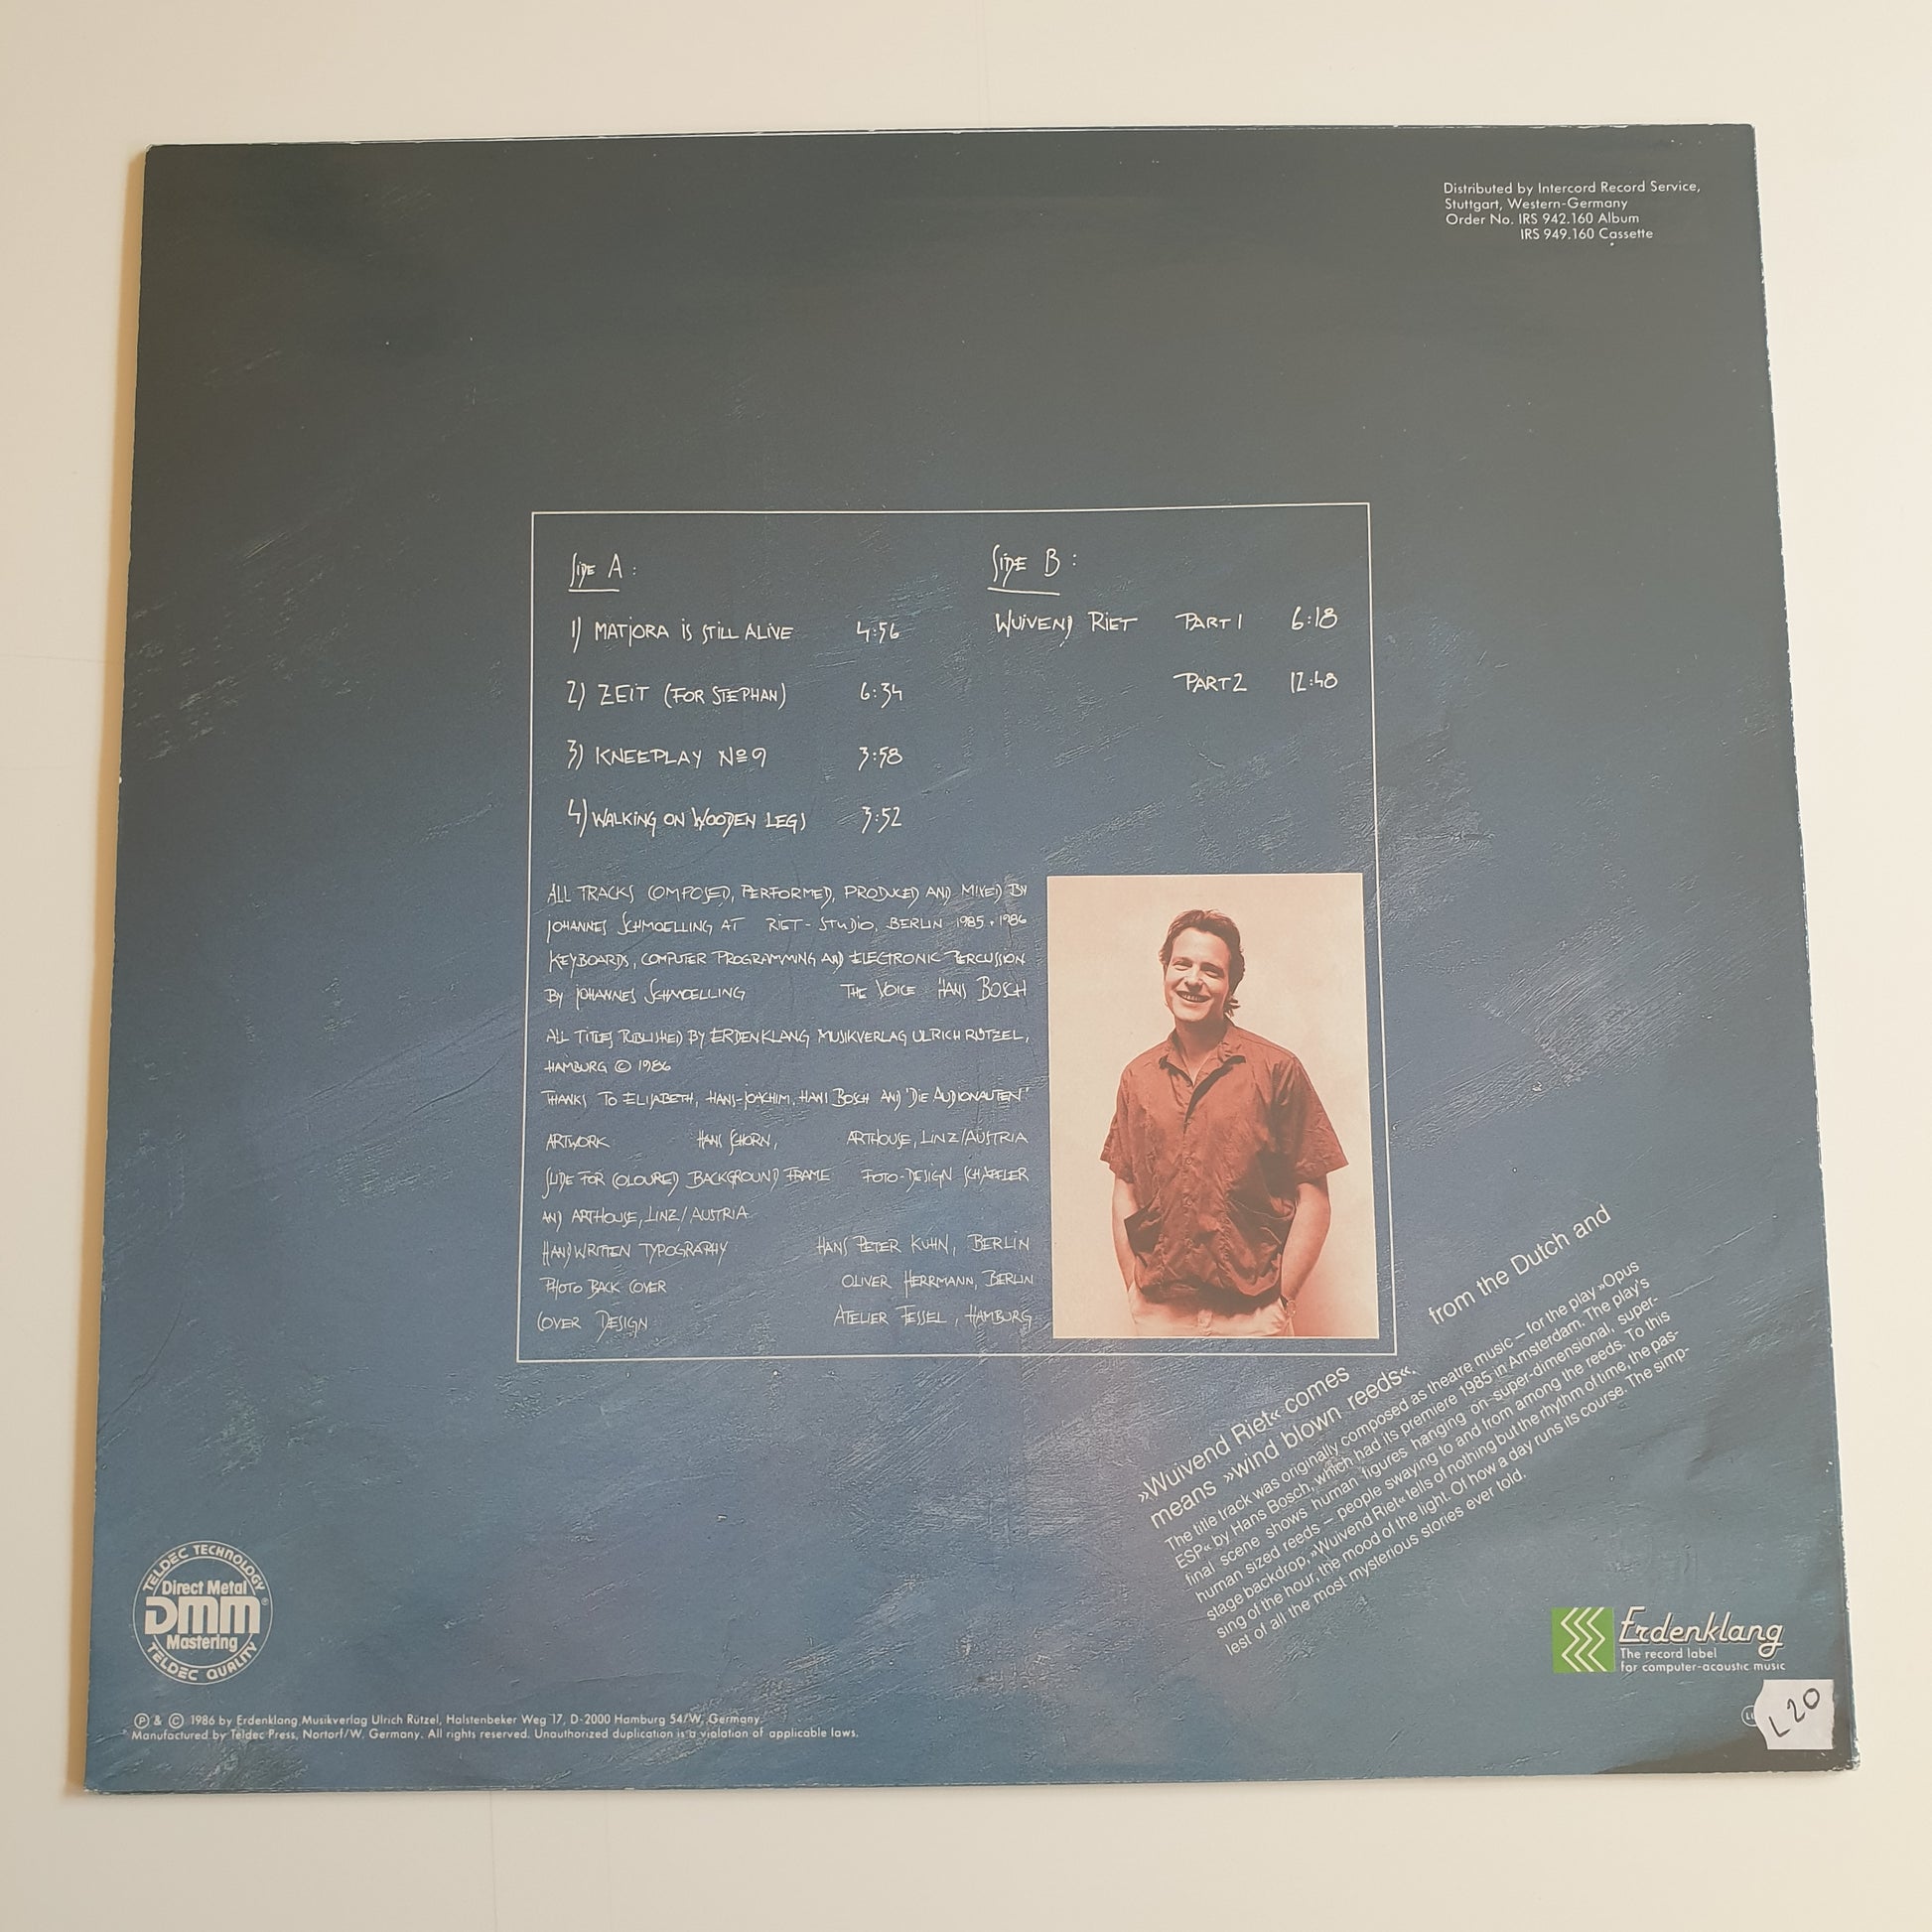 Distributed by Intercord Record Service,
Stuttgart, Western-Germany
Order No. IRS 942.160 Album
IRS 949.160 Cassette
SIDE A:
1) MATJORA IS STILL ALIVE 4:56
2) ZEIT (FOR STEPHAN) 6:34
3) KNEEPLAY Nº 9 3:58
4) WALKING ON WOODEN LEGS 3:52
SIDE B:
WUIVEND RIET PART 1 6:18
PART 2 12:48
ALL TRACKS COMPOSED, PERFORMED, PRODUCED AND MIXED BY
JOHANNES SCHMOELLING AT RIET-STUDIO, BERLIN 1985+1986
KEYBOARDS, COMPUTER PROGRAMMING AND ELECTRONIC PERCUSSION
BY JOHANNES SCHMOELLING THE VOICE HANS BOSCH
ALL TITLES PUBLISHED BY ERDENKLANG MUSIKVERLAG ULRICH RÜTZEL,
HAMBURG © 1986
THANKS TO ELISABETH, HANS-JOACHIM, HANS BOSCH AND "DIE AUDIONAUTEN"
ARTWORK HANS SCHORN, ARTHOUSE, LINZ/AUSTRIA
SLIDE FOR COLOURED BACKGROUND FRAME FOTO-DESIGN SCHÄFFLER
AND ARTHOUSE, LINZ/AUSTRIA
HANDWRITTEN TYPOGRAPHY HANS PETER KUHN, BERLIN
PHOTO BACK COVER OLIVER HERRMANN, BERLIN
COVER DESIGN ATELIER FESSEL, HAMBURG
»Wuivend Riet« comes from the Dutch and
means »wind blown reeds«.
The title track was originally composed as theatre music – for the play »Opus
ESP« by Hans Bosch, which had its premiere 1985 in Amsterdam. The play's
final scene shows human figures hanging on super-dimensional, super-
human sized reeds – people swaying to and from among the reeds. To this
stage backdrop, »Wuivend Riet« tells of nothing but the rhythm of time, the pas-
sing of the hour, the mood of the light. Of how a day runs its course. The simp-
lest of all the most mysterious stories ever told.
TELDEC TECHNOLOGY
Direct Metal
DMM®
Mastering
TELDEC QUALITY
Erdenklang
The record label
for computer-acoustic music
L20
℗ & © 1986 by Erdenklang Musikverlag Ulrich Rützel, Halstenbeker Weg 17, D-2000 Hamburg 54/W, Germany.
Manufactured by Teldec Press, Nortorf/W, Germany. All rights reserved. Unauthorized duplication is a violation of applicable laws.